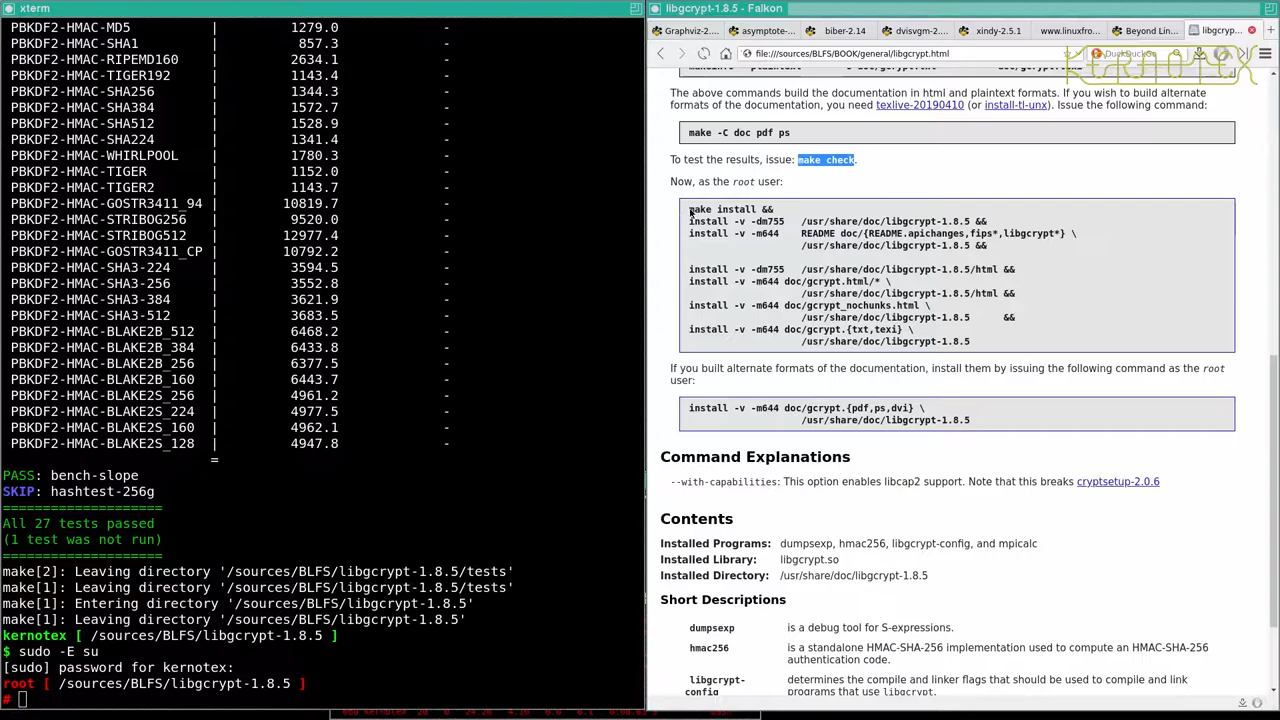 xterm
PBKDF2-HMAC-MD5 | 1279.0 -
PBKDF2-HMAC-SHA1 | 857.3 -
PBKDF2-HMAC-RIPEMD160 | 2634.1 -
PBKDF2-HMAC-TIGER192 | 1143.4 -
PBKDF2-HMAC-SHA256 | 1344.3 -
PBKDF2-HMAC-SHA384 | 1572.7 -
PBKDF2-HMAC-SHA512 | 1528.9 -
PBKDF2-HMAC-SHA224 | 1341.4 -
PBKDF2-HMAC-WHIRLPOOL | 1780.3 -
PBKDF2-HMAC-TIGER | 1152.0 -
PBKDF2-HMAC-TIGER2 | 1143.7 -
PBKDF2-HMAC-GOSTR3411_94 | 10819.7 -
PBKDF2-HMAC-STRIBOG256 | 9520.0 -
PBKDF2-HMAC-STRIBOG512 | 12977.4 -
PBKDF2-HMAC-GOSTR3411_CP | 10792.2 -
PBKDF2-HMAC-SHA3-224 | 3594.5 -
PBKDF2-HMAC-SHA3-256 | 3552.8 -
PBKDF2-HMAC-SHA3-384 | 3621.9 -
PBKDF2-HMAC-SHA3-512 | 3683.5 -
PBKDF2-HMAC-BLAKE2B_512 | 6468.2 -
PBKDF2-HMAC-BLAKE2B_384 | 6433.8 -
PBKDF2-HMAC-BLAKE2B_256 | 6377.5 -
PBKDF2-HMAC-BLAKE2B_160 | 6443.7 -
PBKDF2-HMAC-BLAKE2S_256 | 4961.2 -
PBKDF2-HMAC-BLAKE2S_224 | 4977.5 -
PBKDF2-HMAC-BLAKE2S_160 | 4962.1 -
PBKDF2-HMAC-BLAKE2S_128 | 4947.8 -
=
PASS: bench-slope
SKIP: hashtest-256g
====================
All 27 tests passed
(1 test was not run)
====================
make[2]: Leaving directory '/sources/BLFS/libgcrypt-1.8.5/tests'
make[1]: Leaving directory '/sources/BLFS/libgcrypt-1.8.5/tests'
make[1]: Entering directory '/sources/BLFS/libgcrypt-1.8.5'
make[1]: Leaving directory '/sources/BLFS/libgcrypt-1.8.5'
kernotex [ /sources/BLFS/libgcrypt-1.8.5 ]
$ sudo -E su
[sudo] password for kernotex:
root [ /sources/BLFS/libgcrypt-1.8.5 ]
#
libgcrypt-1.8.5 - Falkon
Graphviz-2.... asymptote-... biber-2.14 dvisvgm-2.... xindy-2.5.1 www.linuxfro... Beyond Lin... libgcryp...
file:///sources/BLFS/BOOK/general/libgcrypt.html
KERNOTEX
The above commands build the documentation in html and plaintext formats. If you wish to build alternate
formats of the documentation, you need texlive-20190410 (or install-tl-unx). Issue the following command:
make -C doc pdf ps
To test the results, issue: make check.
Now, as the root user:
make install &&
install -v -dm755 /usr/share/doc/libgcrypt-1.8.5 &&
install -v -m644 README doc/{README.apichanges,fips*,libgcrypt*} \
/usr/share/doc/libgcrypt-1.8.5 &&
install -v -dm755 /usr/share/doc/libgcrypt-1.8.5/html &&
install -v -m644 doc/gcrypt.html/* \
/usr/share/doc/libgcrypt-1.8.5/html &&
install -v -m644 doc/gcrypt_nochunks.html \
/usr/share/doc/libgcrypt-1.8.5 &&
install -v -m644 doc/gcrypt.{txt,texi} \
/usr/share/doc/libgcrypt-1.8.5
If you built alternate formats of the documentation, install them by issuing the following command as the root
user:
install -v -m644 doc/gcrypt.{pdf,ps,dvi} \
/usr/share/doc/libgcrypt-1.8.5
Command Explanations
--with-capabilities: This option enables libcap2 support. Note that this breaks cryptsetup-2.0.6
Contents
Installed Programs: dumpsexp, hmac256, libgcrypt-config, and mpicalc
Installed Library: libgcrypt.so
Installed Directory: /usr/share/doc/libgcrypt-1.8.5
Short Descriptions
dumpsexp is a debug tool for S-expressions.
hmac256 is a standalone HMAC-SHA-256 implementation used to compute an HMAC-SHA-256
authentication code.
libgcrypt- determines the compile and linker flags that should be used to compile and link
config programs that use libgcrypt.